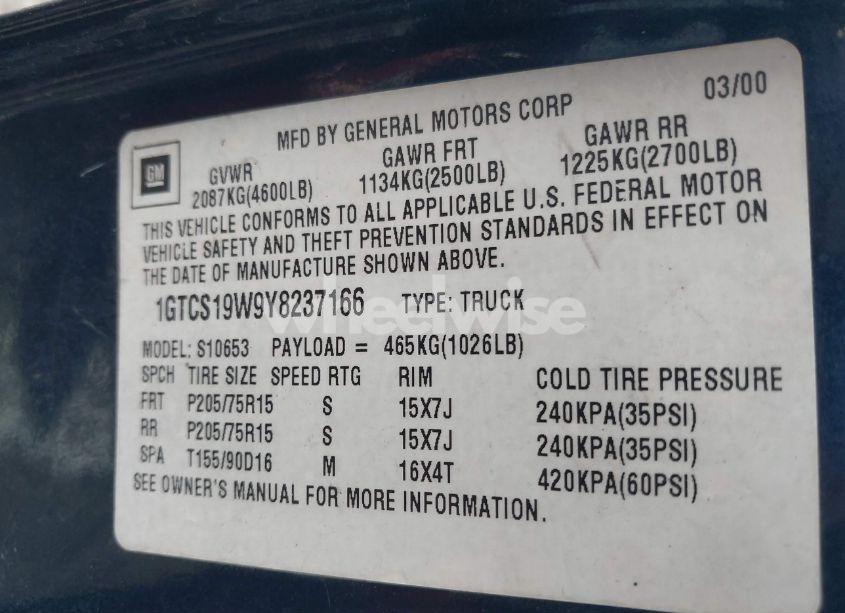 03/00
MFD BY GENERAL MOTORS CORP
GM
GVWR GAWR FRT GAWR RR
2087KG(4600LB) 1134KG(2500LB) 1225KG(2700LB)
THIS VEHICLE CONFORMS TO ALL APPLICABLE U.S. FEDERAL MOTOR
VEHICLE SAFETY AND THEFT PREVENTION STANDARDS IN EFFECT ON
THE DATE OF MANUFACTURE SHOWN ABOVE.
1GTCS19W9Y8237166 TYPE: TRUCK
wheelwise
MODEL: S10653 PAYLOAD = 465KG(1026LB)
SPCH TIRE SIZE SPEED RTG RIM COLD TIRE PRESSURE
FRT P205/75R15 S 15X7J 240KPA(35PSI)
RR P205/75R15 S 15X7J 240KPA(35PSI)
SPA T155/90D16 M 16X4T 420KPA(60PSI)
SEE OWNER'S MANUAL FOR MORE INFORMATION.